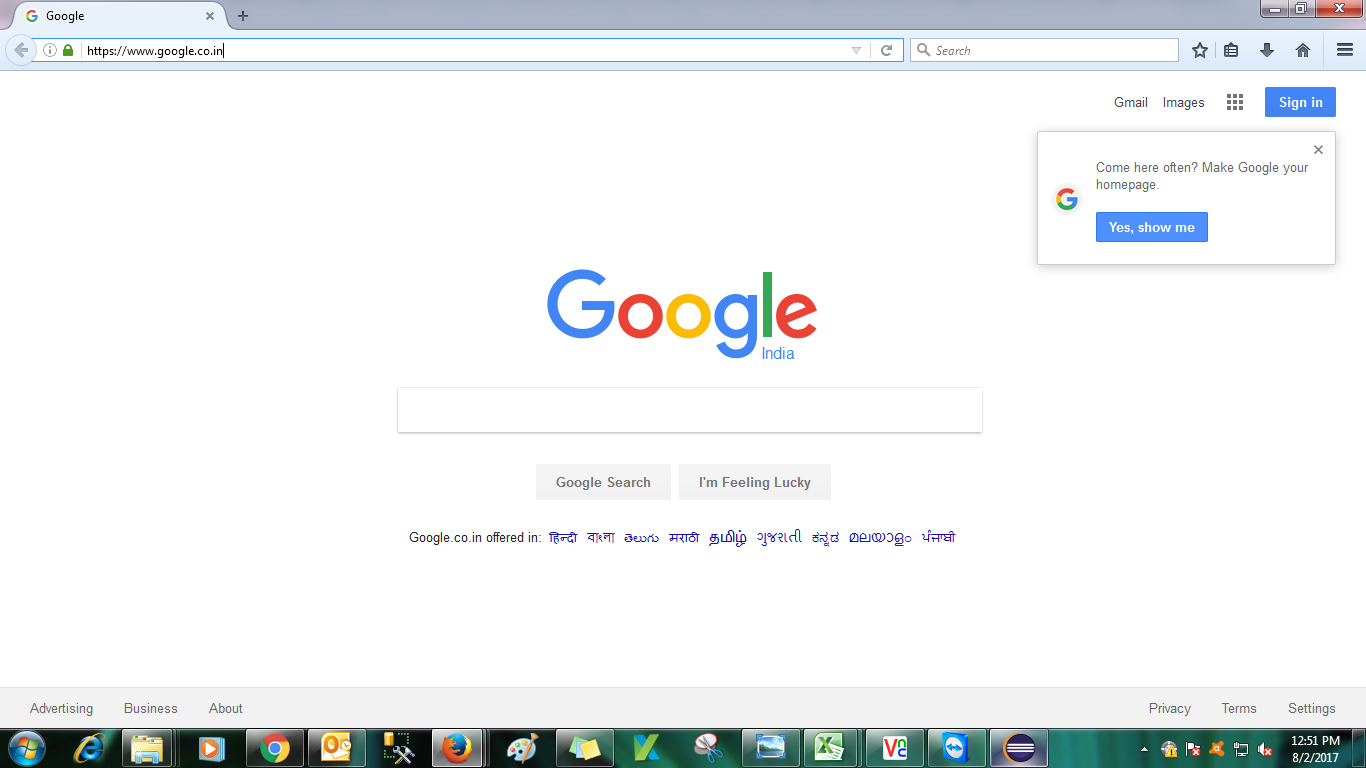 Google
https://www.google.co.in
Search
Gmail Images Sign in
Come here often? Make Google your
homepage.
Yes, show me
Google
India
Google Search I'm Feeling Lucky
Google.co.in offered in: हिन्दी বাংলা తెలుగు मराठी தமிழ் ગુજરાતી ಕನ್ನಡ മലയാളം ਪੰਜਾਬੀ
Advertising Business About Privacy Terms Settings
12:51 PM
8/2/2017